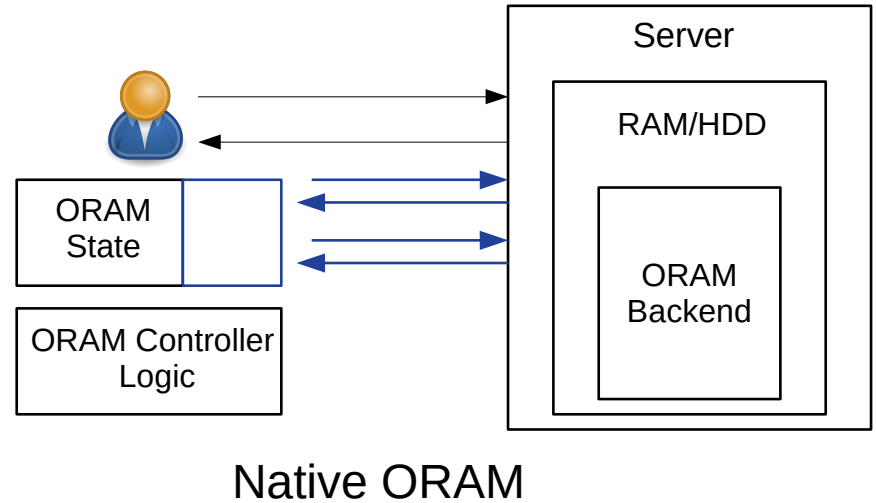 Server
RAM/HDD
ORAM
State
ORAM
Backend
ORAM Controller
Logic
Native ORAM